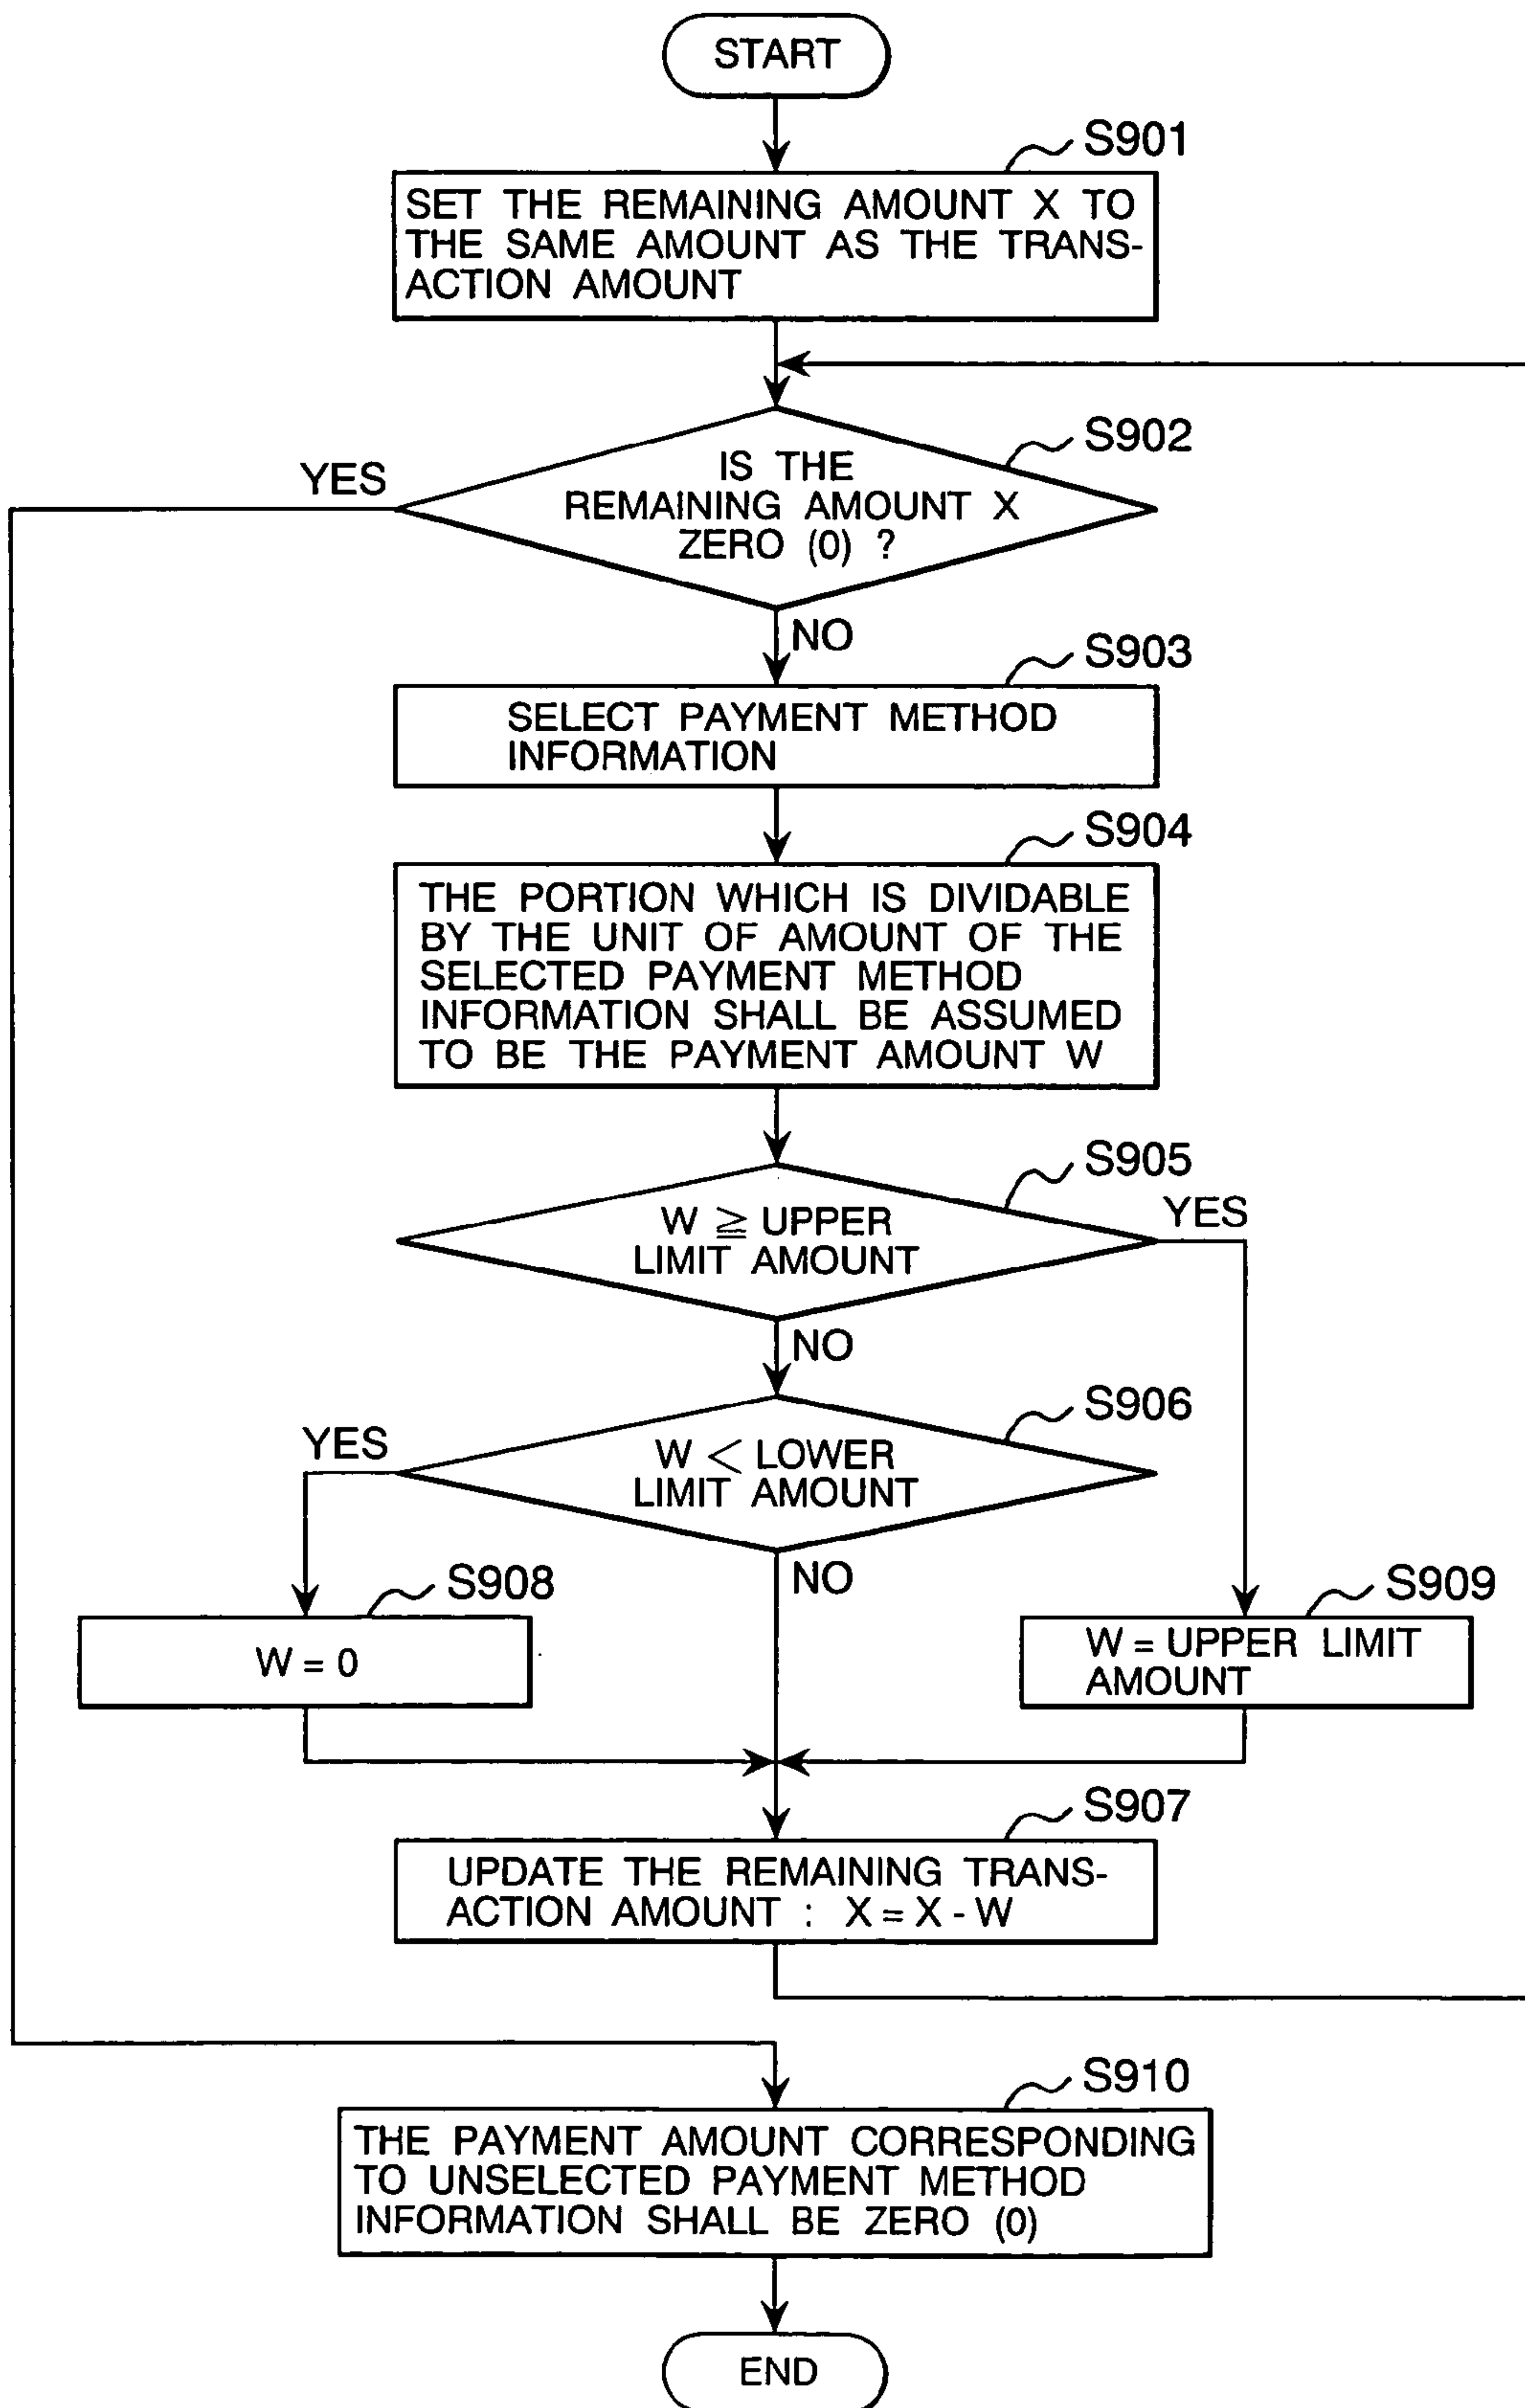 START
S901
SET THE REMAINING AMOUNT X TO
THE SAME AMOUNT AS THE TRANS-
ACTION AMOUNT
S902
YES
IS THE
REMAINING AMOUNT X
ZERO (0) ?
NO
S903
SELECT PAYMENT METHOD
INFORMATION
S904
THE PORTION WHICH IS DIVIDABLE
BY THE UNIT OF AMOUNT OF THE
SELECTED PAYMENT METHOD
INFORMATION SHALL BE ASSUMED
TO BE THE PAYMENT AMOUNT W
S905
YES
W ≧ UPPER
LIMIT AMOUNT
NO
S906
YES
W < LOWER
LIMIT AMOUNT
NO
S908
W = 0
S909
W = UPPER LIMIT
AMOUNT
S907
UPDATE THE REMAINING TRANS-
ACTION AMOUNT : X = X - W
S910
THE PAYMENT AMOUNT CORRESPONDING
TO UNSELECTED PAYMENT METHOD
INFORMATION SHALL BE ZERO (0)
END